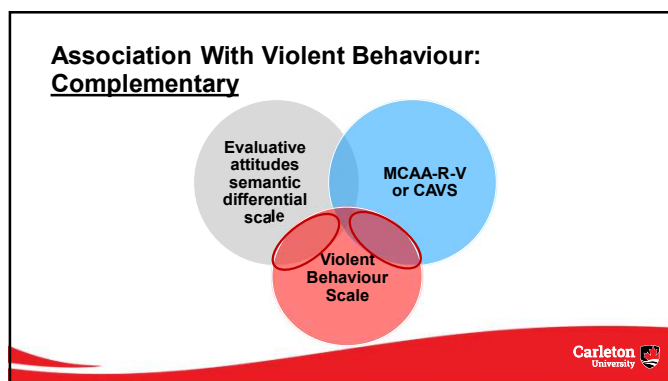 Association With Violent Behaviour:
Complementary
Evaluative
attitudes
semantic
differential
scale
MCAA-R-V
or CAVS
Violent
Behaviour
Scale
Carleton
University